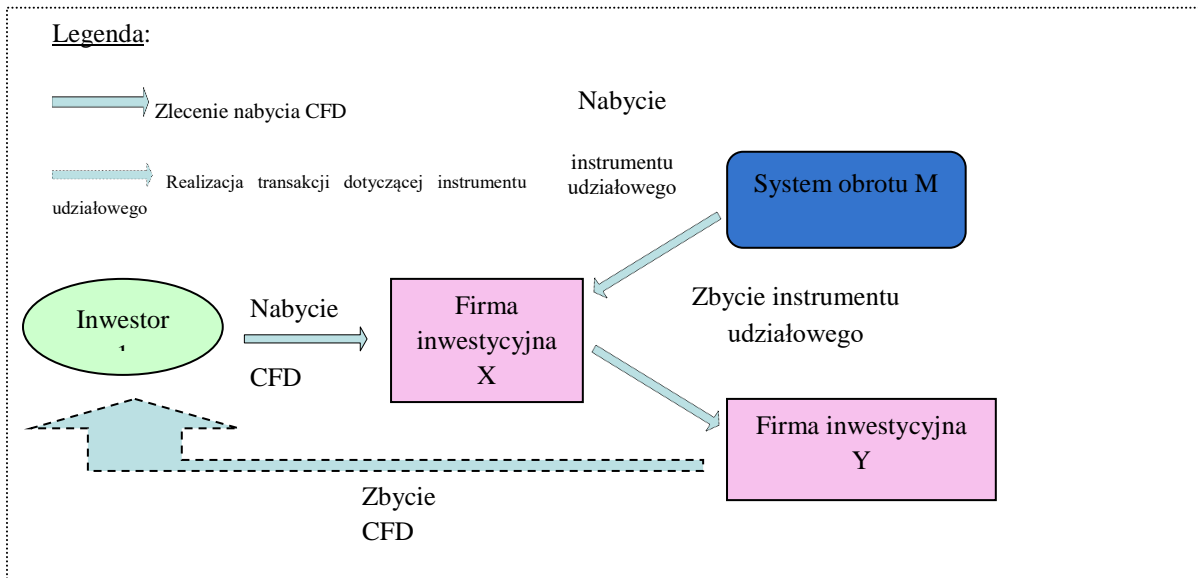 Legenda:
Zlecenie nabycia CFD
Realizacja transakcji dotyczącej instrumentu
udziałowego
Nabycie
instrumentu
udziałowego
System obrotu M
Inwestor
Nabycie
CFD
Firma
inwestycyjna
X
Zbycie instrumentu
udziałowego
Firma inwestycyjna
Y
Zbycie
CFD